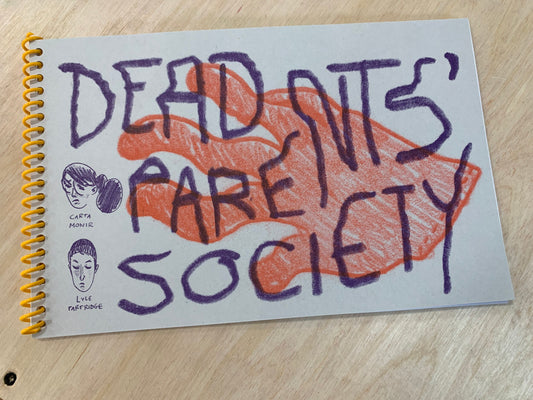 DEAD
PARENTS'
SOCIETY
CARTA
MONIR
LYLE
PARTRIDGE